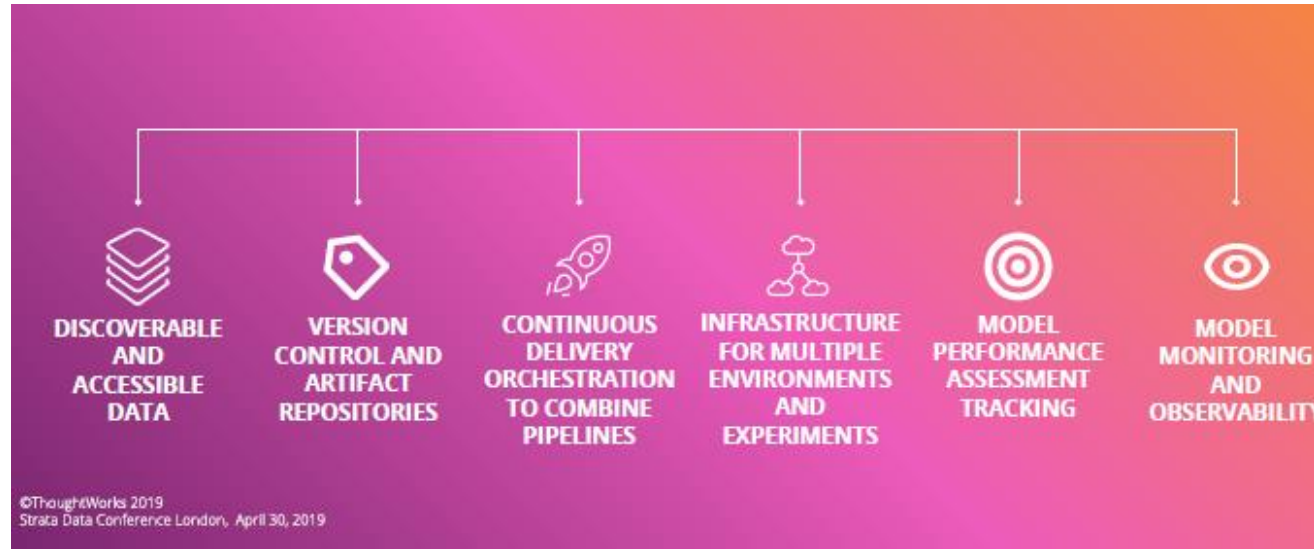 DISCOVERABLE
AND
ACCESSIBLE
DATA
VERSION
CONTROL AND
ARTIFACT
REPOSITORIES
CONTINUOUS
DELIVERY
ORCHESTRATION
TO COMBINE
PIPELINES
INFRASTRUCTURE
FOR MULTIPLE
ENVIRONMENTS
AND
EXPERIMENTS
MODEL
PERFORMANCE
ASSESSMENT
TRACKING
MODEL
MONITORING
AND
OBSERVABILITY
©ThoughtWorks 2019
Strata Data Conference London, April 30, 2019